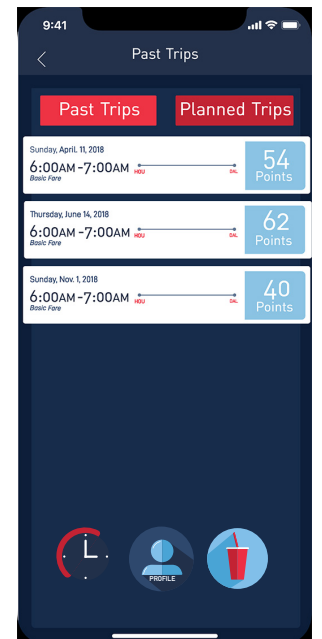 9:41
Past Trips
Past Trips Planned Trips
Sunday, April. 11, 2018
6:00AM-7:00AM HOU DAL
Basic Fare
54
Points
Thursday, June 14, 2018
6:00AM-7:00AM HOU DAL
Basic Fare
62
Points
Sunday, Nov. 1, 2018
6:00AM-7:00AM HOU DAL
Basic Fare
40
Points
L
PROFILE